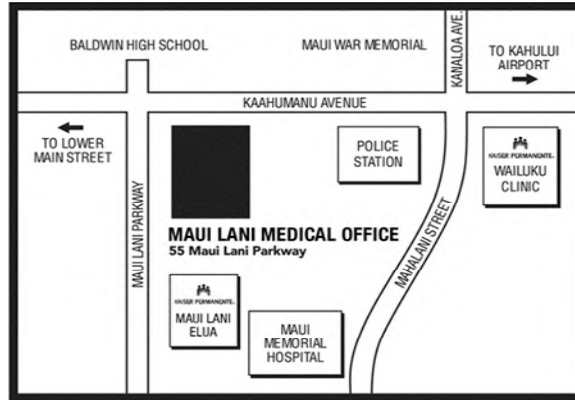 BALDWIN HIGH SCHOOL
MAUI WAR MEMORIAL
KANALOA AVE.
TO KAHULUI
AIRPORT
KAAHUMANU AVENUE
TO LOWER
MAIN STREET
POLICE
STATION
KAISER PERMANENTE®
WAILUKU
CLINIC
MAUI LANI PARKWAY
MAUI LANI MEDICAL OFFICE
55 Maui Lani Parkway
MAHALANI STREET
KAISER PERMANENTE®
MAUI LANI
ELUA
MAUI
MEMORIAL
HOSPITAL